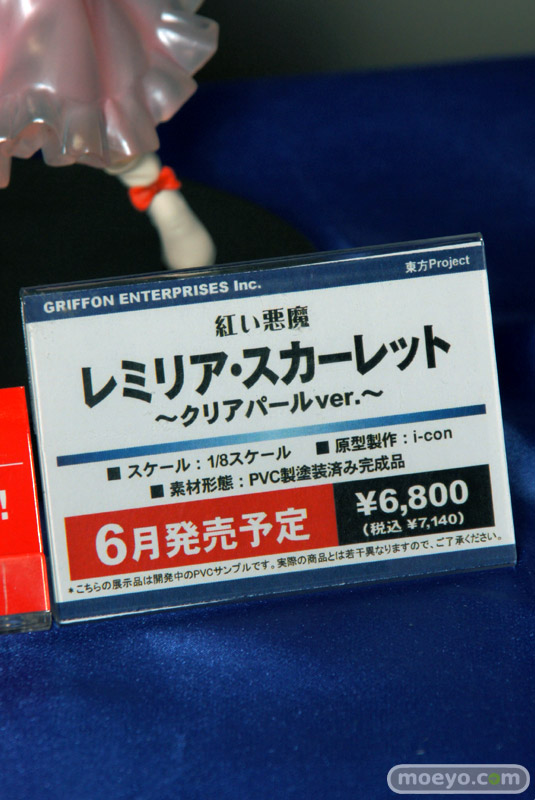 GRIFFON ENTERPRISES Inc.
東方Project
紅い悪魔
レミリア・スカーレット
～クリアパールver.～
■ スケール：1/8スケール ■ 原型製作：i-con
■ 素材形態：PVC製塗装済み完成品
6月発売予定
¥6,800
(税込 ¥7,140)
＊こちらの展示品は開発中のPVCサンプルです。実際の商品とは若干異なりますので、ご了承ください。
!
moeyo.com